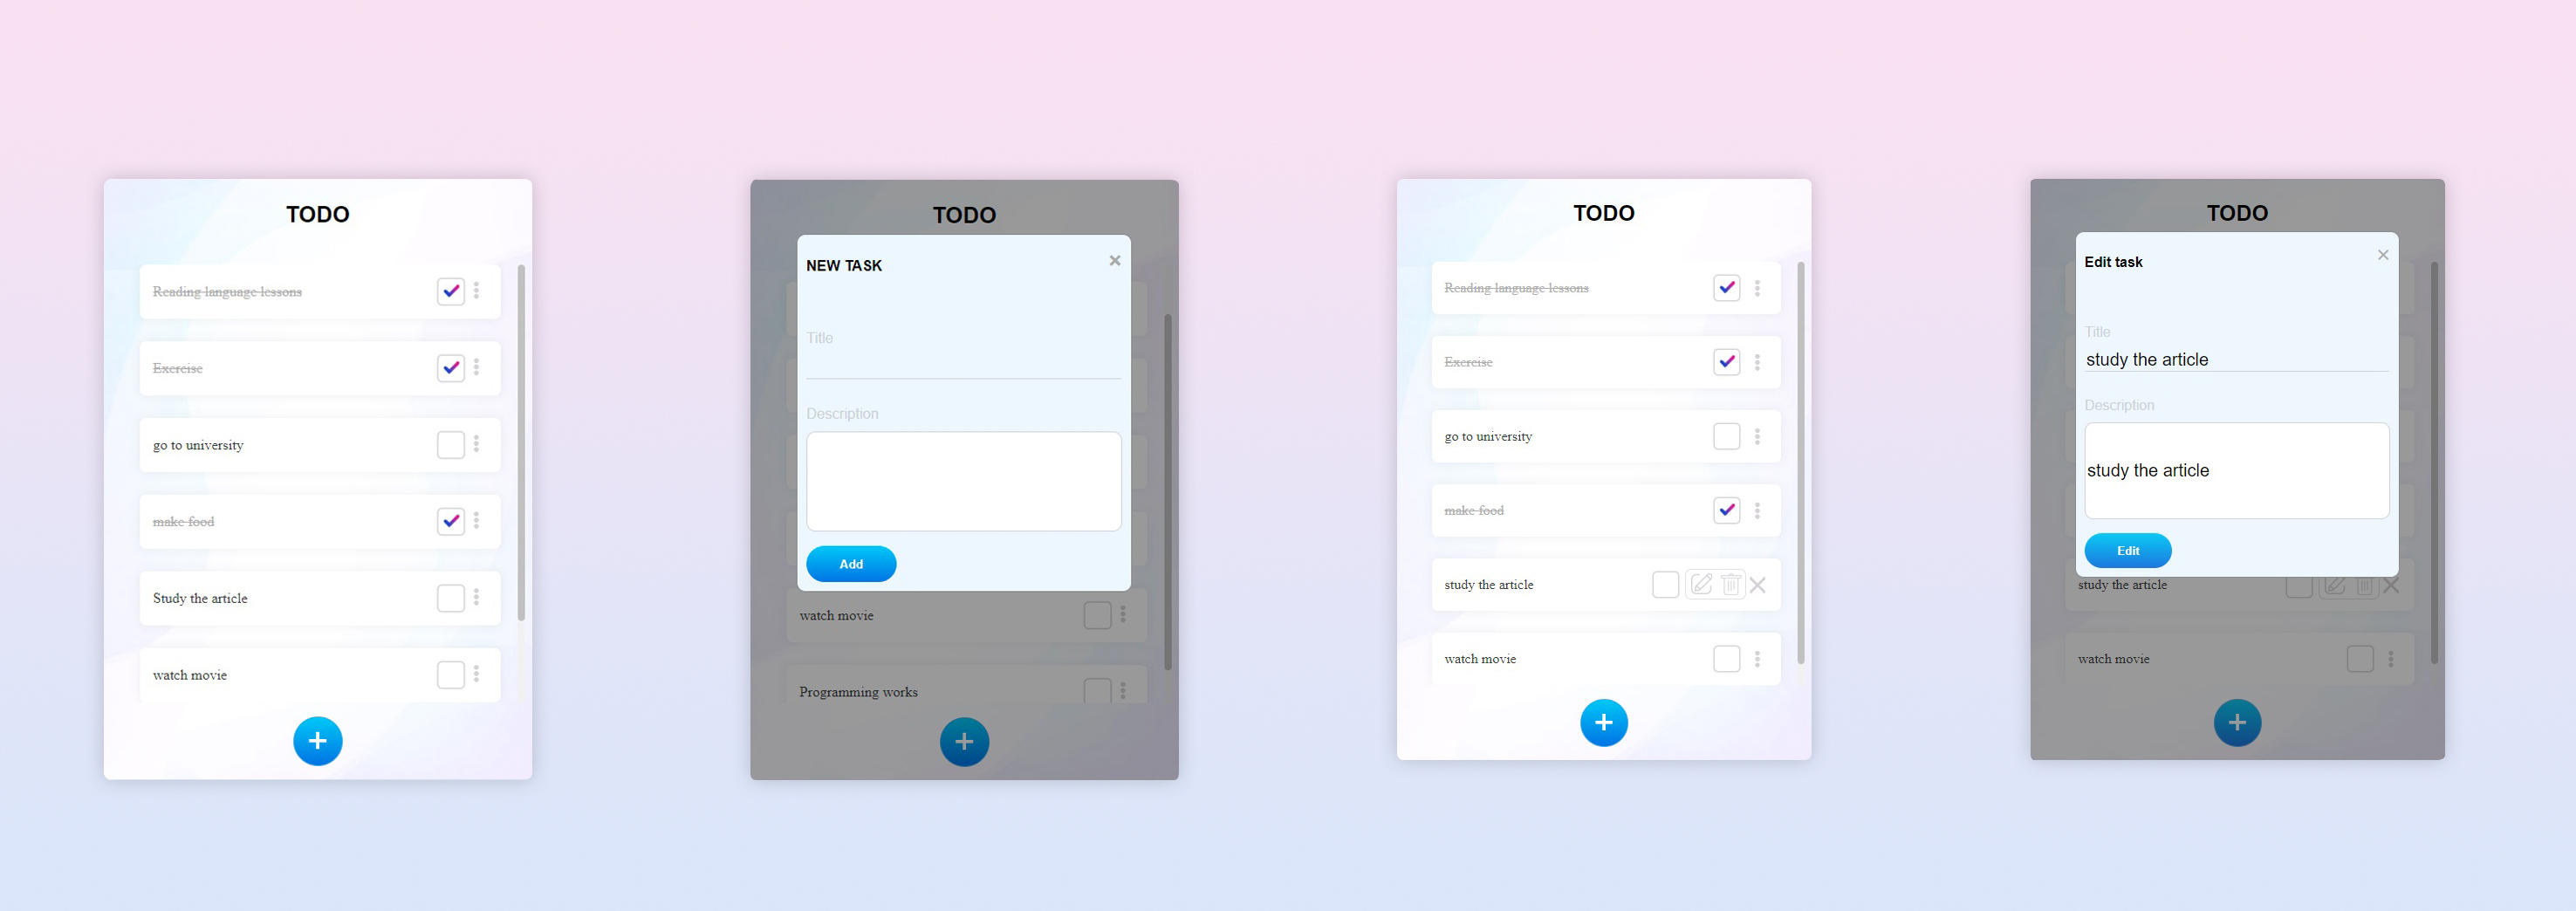 TODO
Reading language lessons
Exercise
go to university
make food
Study the article
watch movie
+
TODO
NEW TASK
×
Title
Description
Add
watch movie
Programming works
+
TODO
Reading language lessons
Exercise
go to university
make food
study the article
watch movie
+
TODO
Edit task
×
Title
study the article
Description
study the article
Edit
study the article
watch movie
+